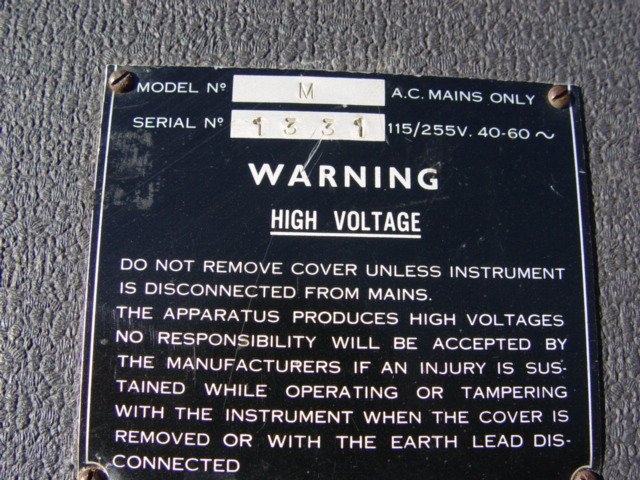 MODEL Nº M A.C. MAINS ONLY
SERIAL Nº 1331 115/255V. 40-60 ~
WARNING
HIGH VOLTAGE
DO NOT REMOVE COVER UNLESS INSTRUMENT
IS DISCONNECTED FROM MAINS.
THE APPARATUS PRODUCES HIGH VOLTAGES
NO RESPONSIBILITY WILL BE ACCEPTED BY
THE MANUFACTURERS IF AN INJURY IS SUS-
TAINED WHILE OPERATING OR TAMPERING
WITH THE INSTRUMENT WHEN THE COVER IS
REMOVED OR WITH THE EARTH LEAD DIS-
CONNECTED